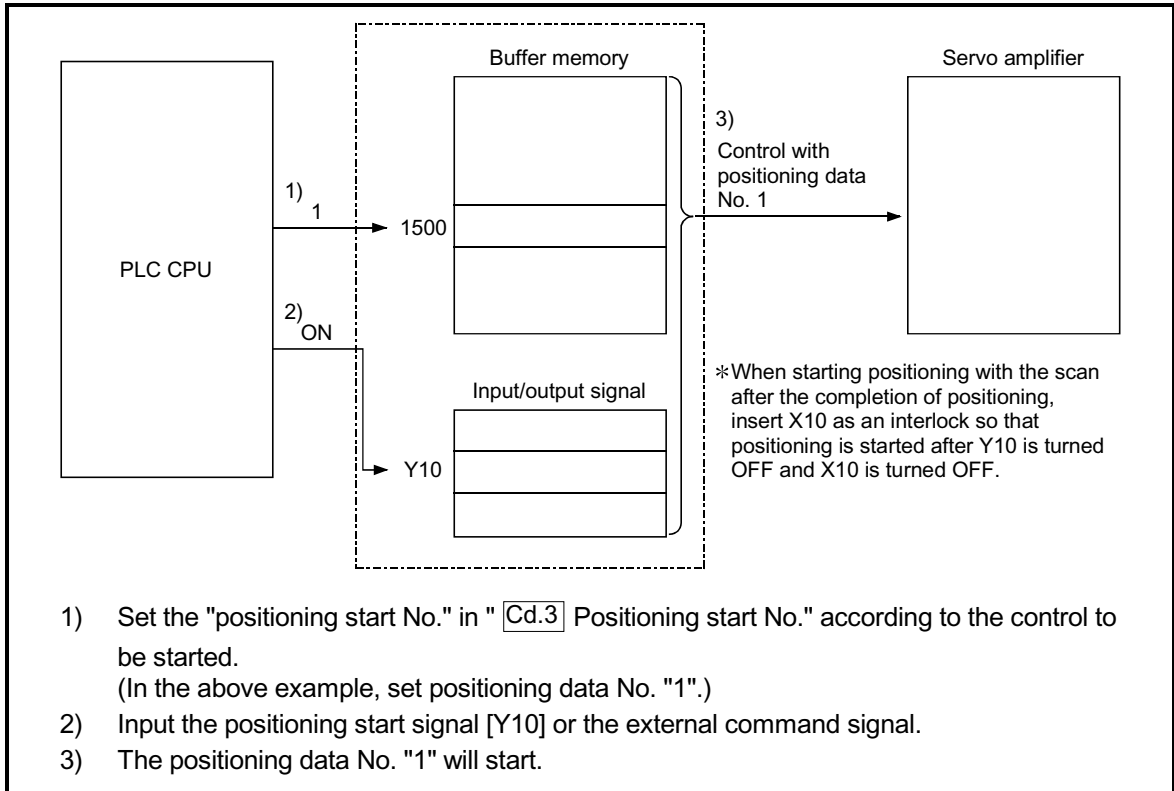 Buffer memory
Servo amplifier
3)
Control with
positioning data
No. 1
1)
1
1500
PLC CPU
2)
ON
Input/output signal
Y10
*When starting positioning with the scan
after the completion of positioning,
insert X10 as an interlock so that
positioning is started after Y10 is turned
OFF and X10 is turned OFF.
1) Set the "positioning start No." in " Cd.3 Positioning start No." according to the control to
be started.
(In the above example, set positioning data No. "1".)
2) Input the positioning start signal [Y10] or the external command signal.
3) The positioning data No. "1" will start.